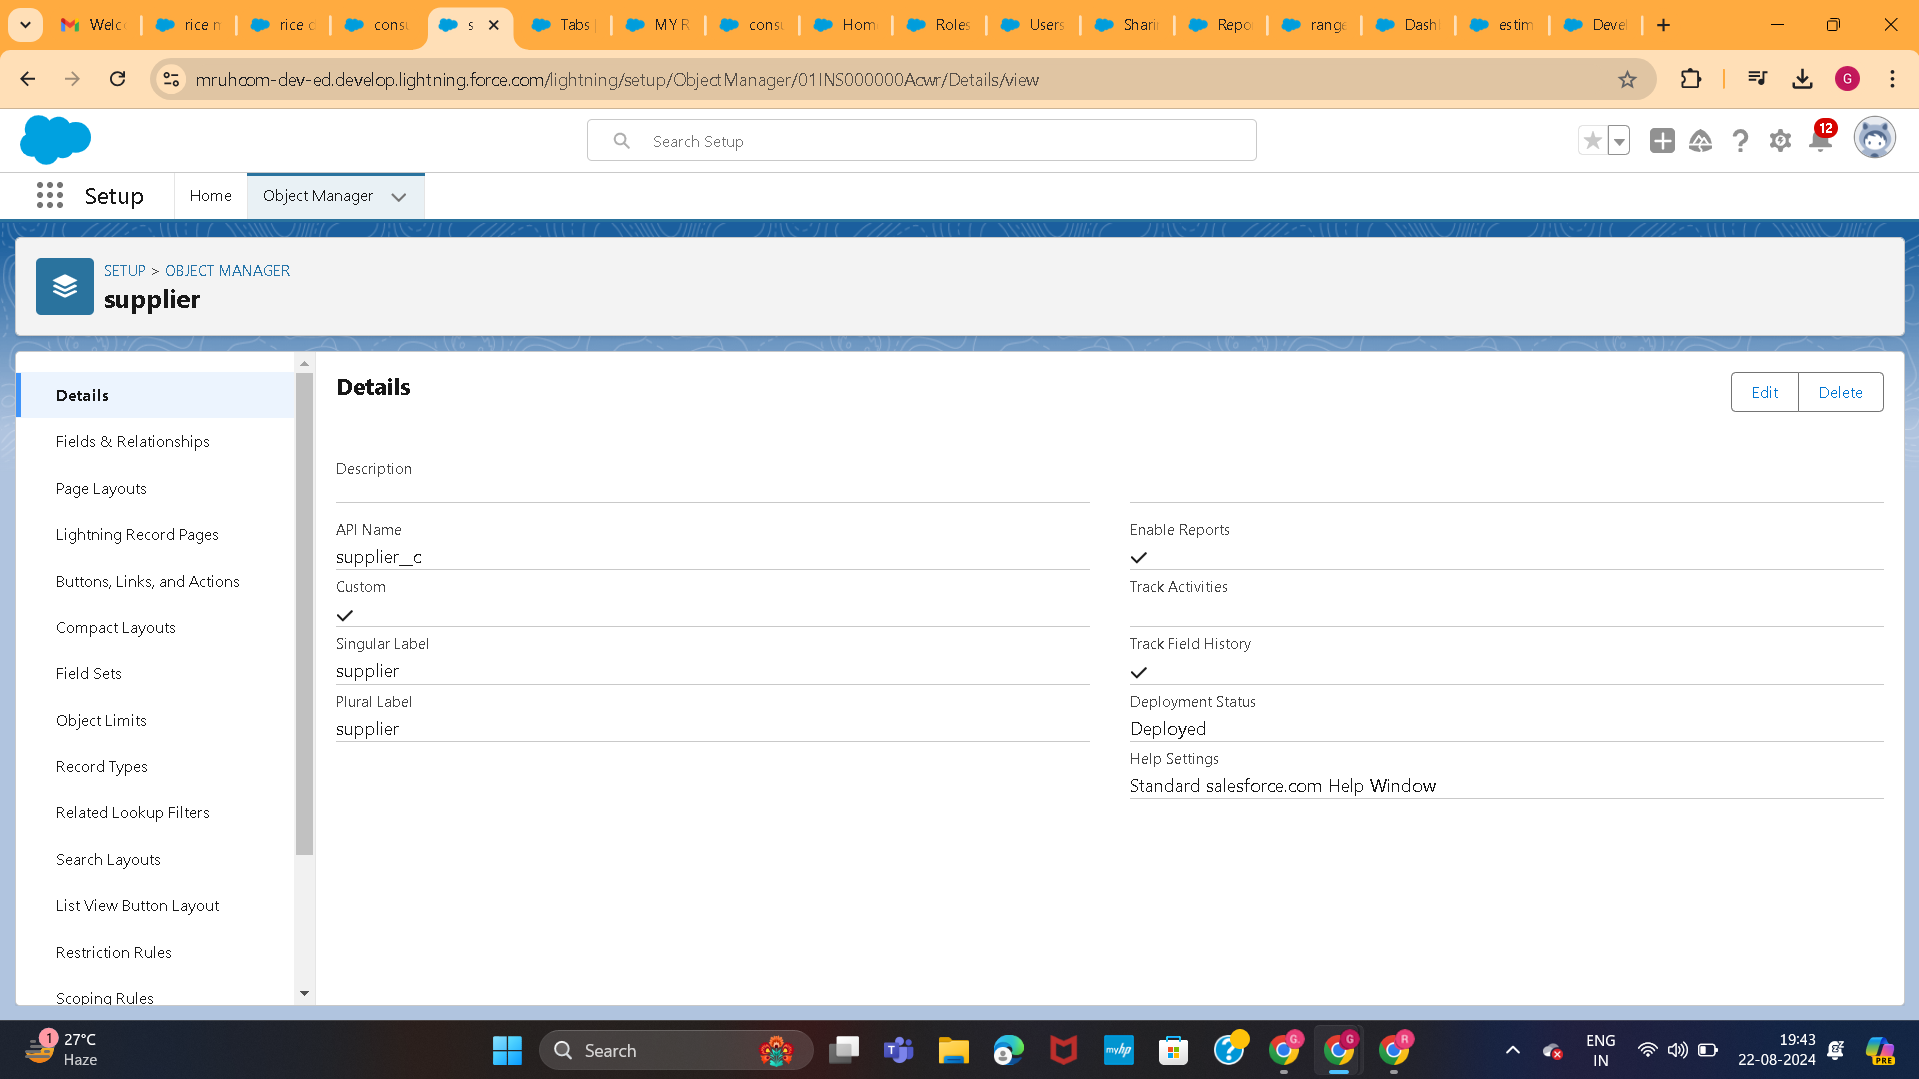 Welc
rice m
rice d
consu
s
Tabs
MY R
consu
Hom
Roles
Users
Shari
Repo
range
Dash
estim
Devel
mruhcom-dev-ed.develop.lightning.force.com/lightning/setup/ObjectManager/01INS000000Acwr/Details/view
G
Search Setup
12
Setup
Home
Object Manager
SETUP > OBJECT MANAGER
supplier
Details
Fields & Relationships
Page Layouts
Lightning Record Pages
Buttons, Links, and Actions
Compact Layouts
Field Sets
Object Limits
Record Types
Related Lookup Filters
Search Layouts
List View Button Layout
Restriction Rules
Scoping Rules
Details
Edit
Delete
Description
API Name
supplier__c
Custom
Singular Label
supplier
Plural Label
supplier
Enable Reports
Track Activities
Track Field History
Deployment Status
Deployed
Help Settings
Standard salesforce.com Help Window
1
27°C
Haze
Search
myhp
G
G
R
ENG
IN
19:43
22-08-2024
PRE